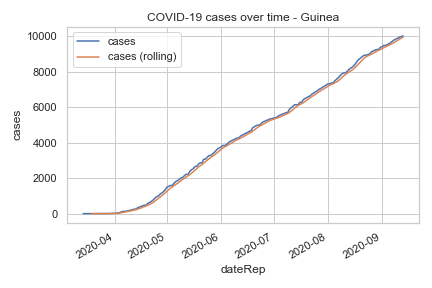 COVID-19 cases over time - Guinea
cases
cases (rolling)
10000
8000
6000
4000
2000
0
cases
2020-04
2020-05
2020-06
2020-07
2020-08
2020-09
dateRep